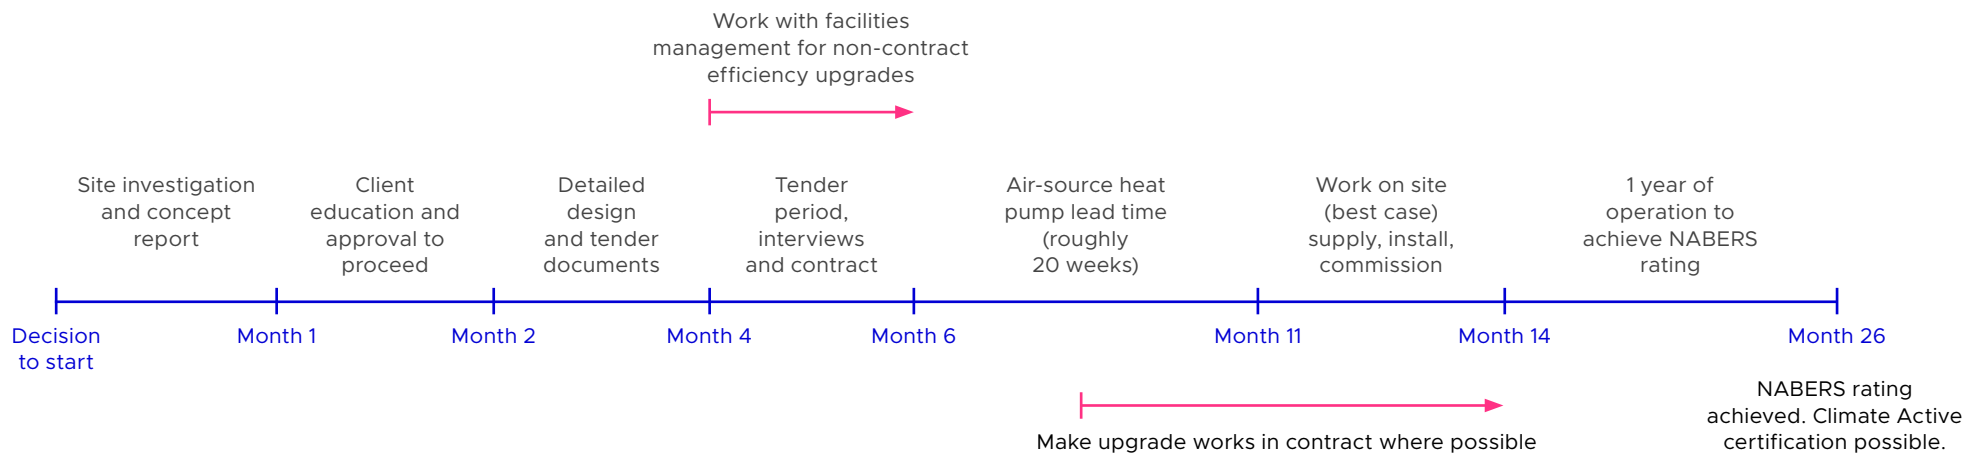 Work with facilities
management for non-contract
efficiency upgrades
Site investigation
and concept
report
Client
education and
approval to
proceed
Detailed
design
and tender
documents
Tender
period,
interviews
and contract
Air-source heat
pump lead time
(roughly
20 weeks)
Work on site
(best case)
supply, install,
commission
1 year of
operation to
achieve NABERS
rating
Decision
to start
Month 1
Month 2
Month 4
Month 6
Month 11
Month 14
Month 26
Make upgrade works in contract where possible
NABERS rating
achieved. Climate Active
certification possible.